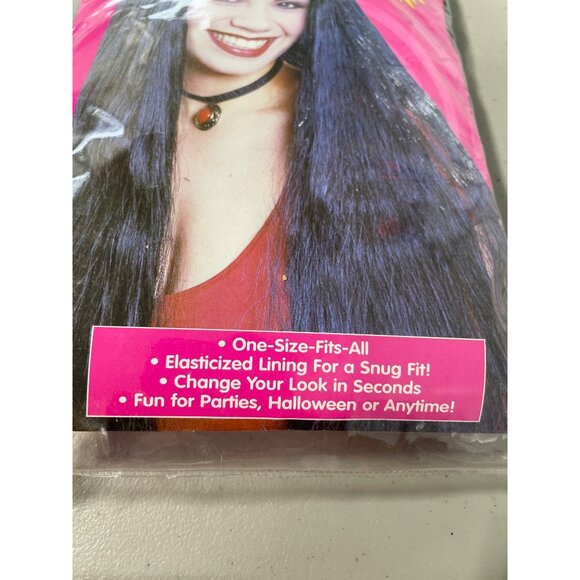 • One-Size-Fits-All
• Elasticized Lining For a Snug Fit!
• Change Your Look in Seconds
• Fun for Parties, Halloween or Anytime!